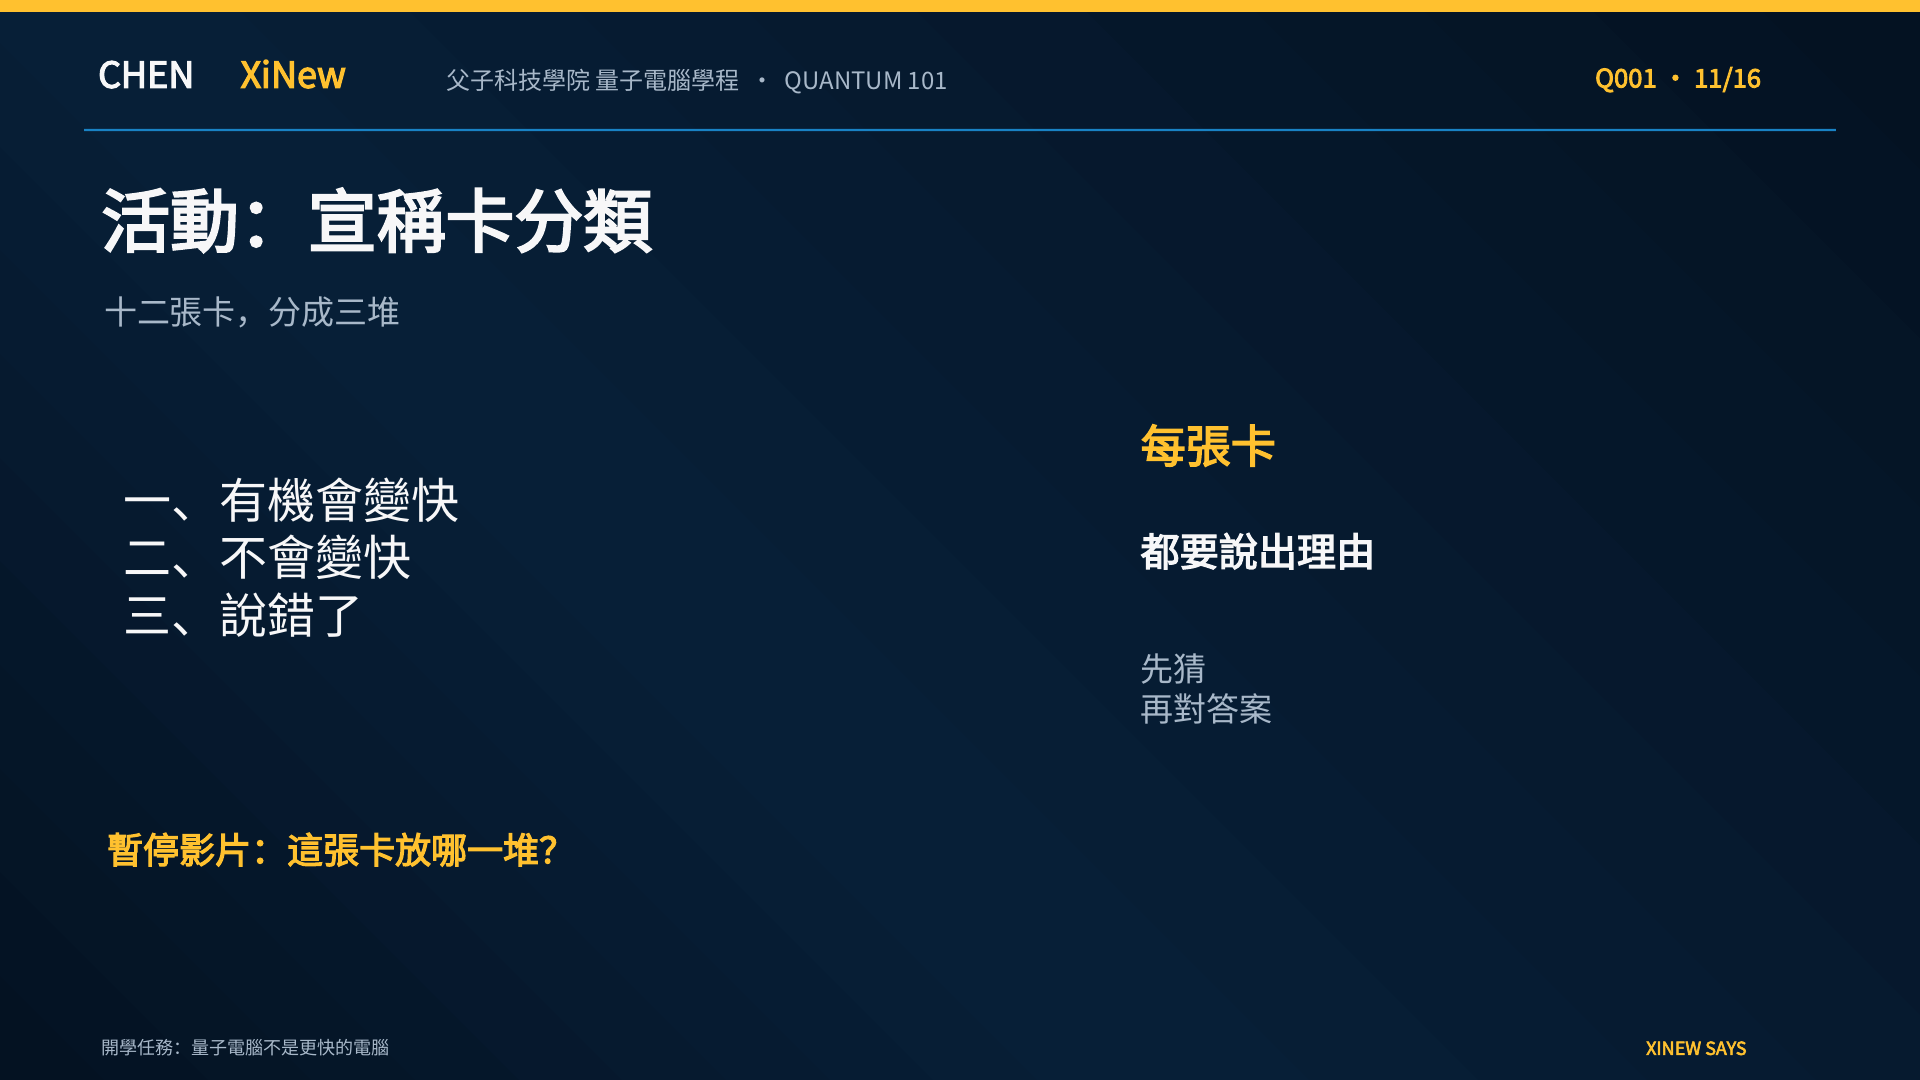 CHEN XiNew 父子科技學院 量子電腦學程 · QUANTUM 101 Q001 · 11/16
活動：宣稱卡分類
十二張卡，分成三堆
一、有機會變快
二、不會變快
三、說錯了
每張卡
都要說出理由
先猜
再對答案
暫停影片：這張卡放哪一堆？
開學任務：量子電腦不是更快的電腦 XINEW SAYS